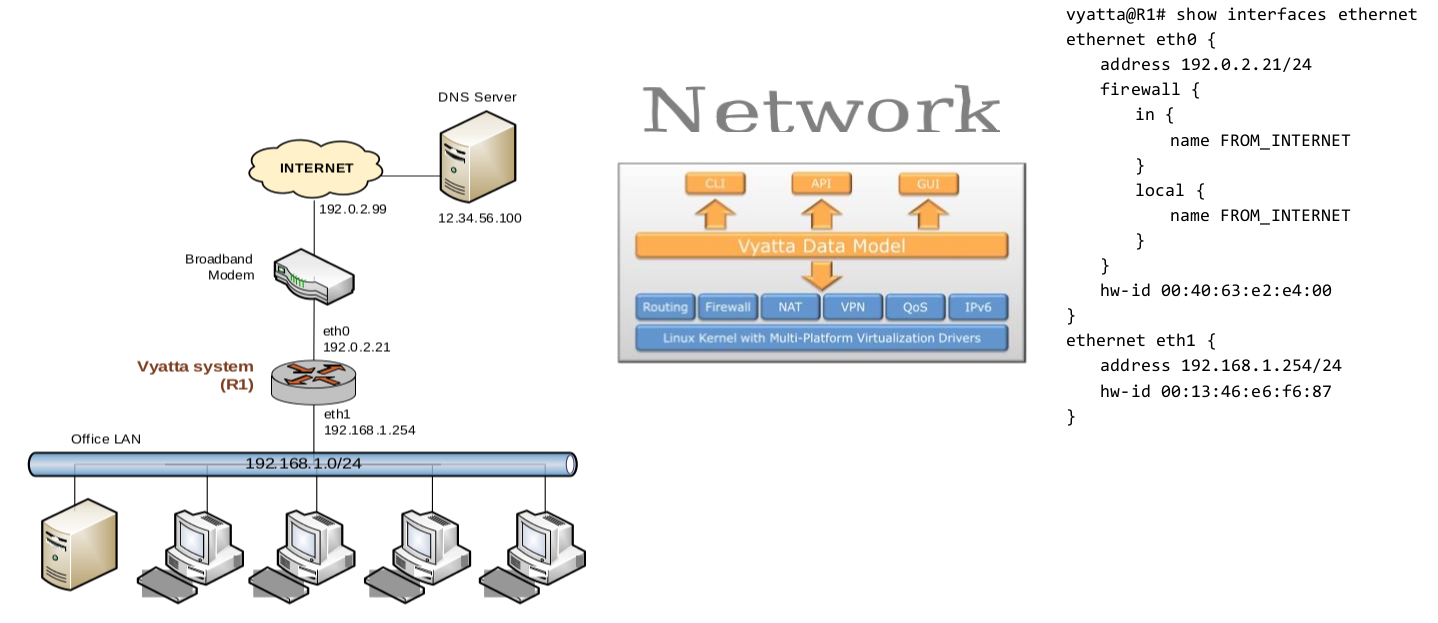 DNS Server
INTERNET
192.0.2.99
12.34.56.100
Broadband
Modem
eth0
192.0.2.21
Vyatta system
(R1)
eth1
192.168.1.254
Office LAN
192.168.1.0/24
Network
CLI
API
GUI
Vyatta Data Model
Routing
Firewall
NAT
VPN
QoS
IPv6
Linux Kernel with Multi-Platform Virtualization Drivers
vyatta@R1# show interfaces ethernet
ethernet eth0 {
address 192.0.2.21/24
firewall {
in {
name FROM_INTERNET
}
local {
name FROM_INTERNET
}
}
hw-id 00:40:63:e2:e4:00
}
ethernet eth1 {
address 192.168.1.254/24
hw-id 00:13:46:e6:f6:87
}